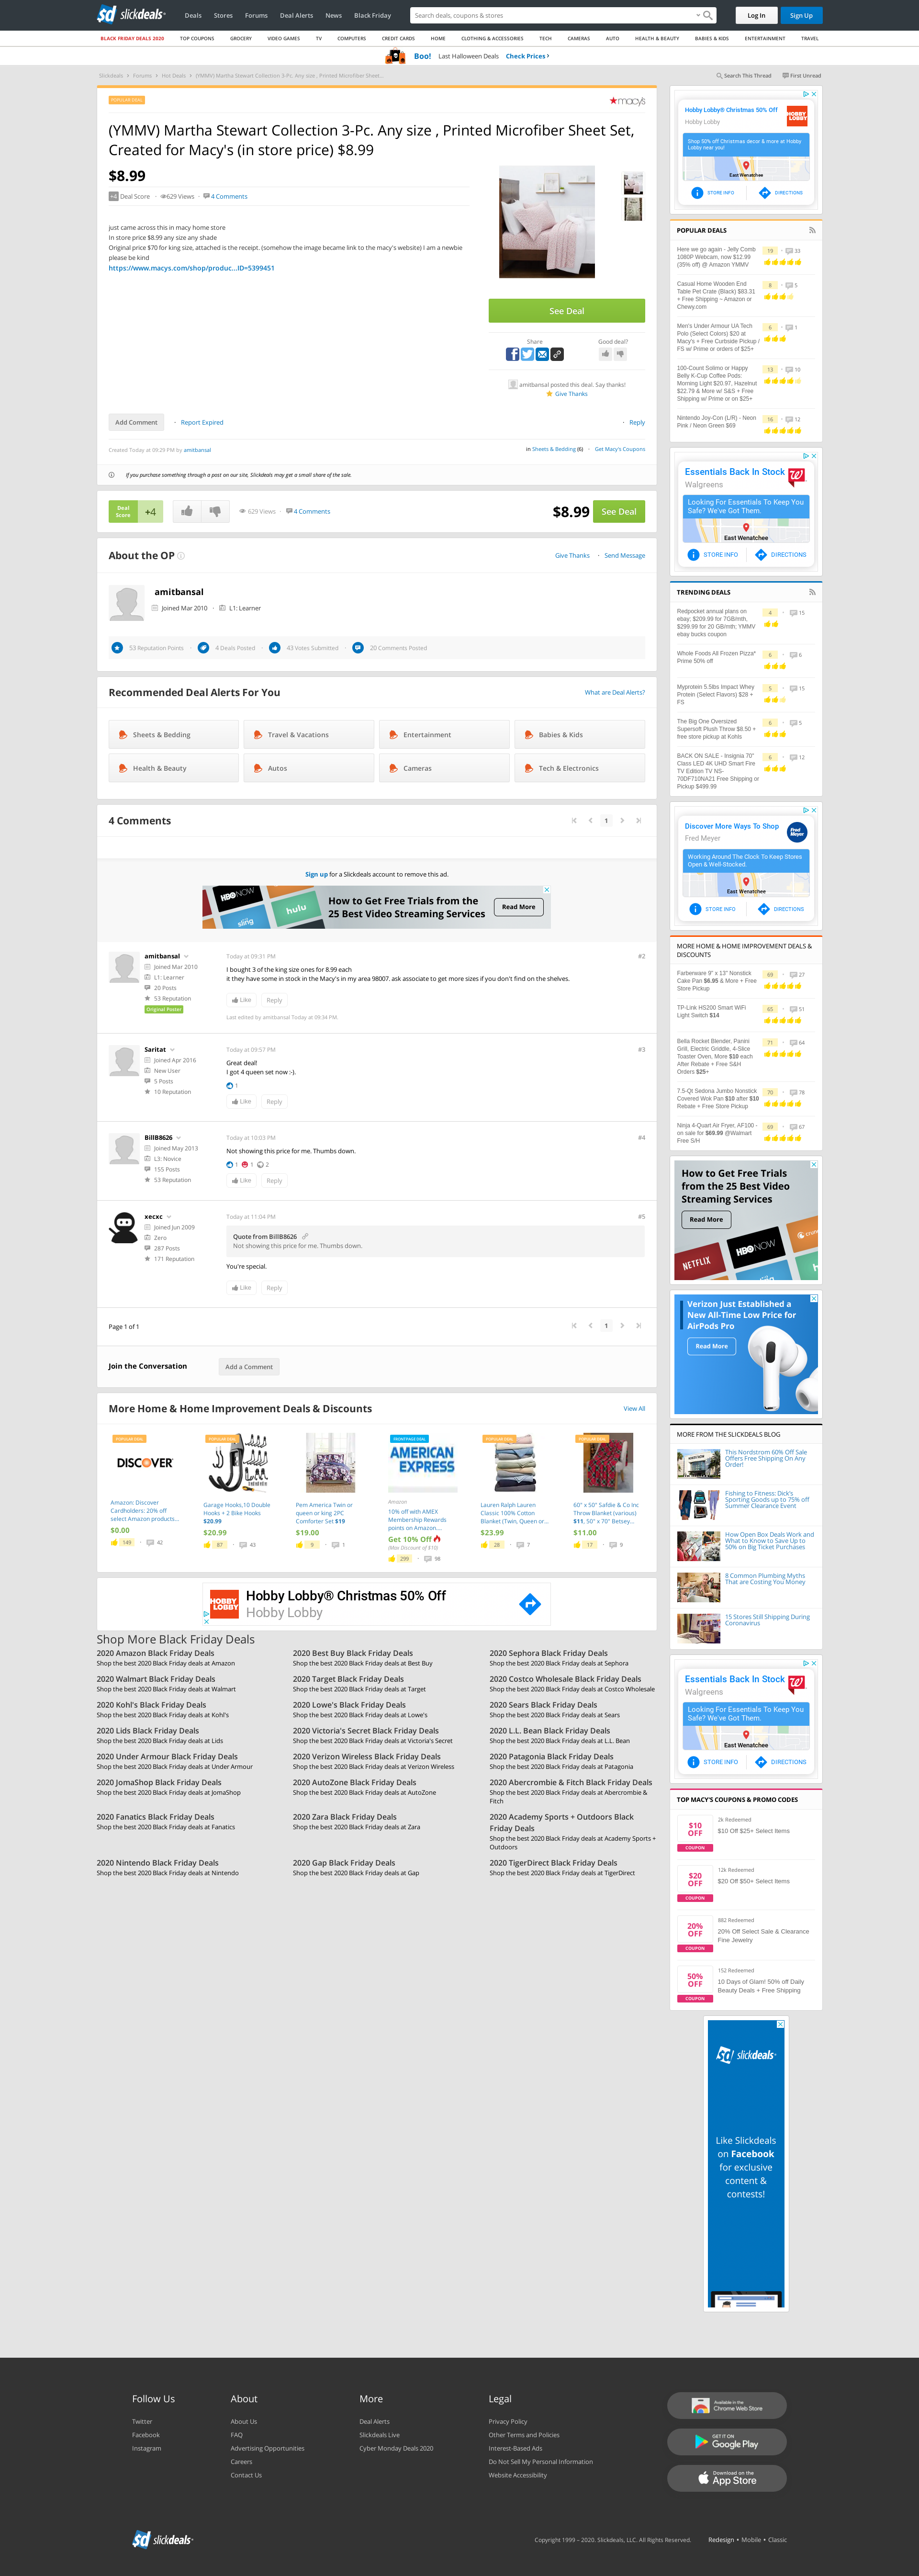 slickdeals
Deals Stores Forums Deal Alerts News Black Friday
Search deals, coupons & stores
Log In
Sign Up
BLACK FRIDAY DEALS 2020 TOP COUPONS GROCERY VIDEO GAMES TV COMPUTERS CREDIT CARDS HOME CLOTHING & ACCESSORIES TECH CAMERAS AUTO HEALTH & BEAUTY BABIES & KIDS ENTERTAINMENT TRAVEL
Boo! Last Halloween Deals Check Prices
Slickdeals Forums Hot Deals (YMMV) Martha Stewart Collection 3-Pc. Any size , Printed Microfiber Sheet...
Search This Thread First Unread
POPULAR DEAL
macy's
(YMMV) Martha Stewart Collection 3-Pc. Any size , Printed Microfiber Sheet Set,
Created for Macy's (in store price) $8.99
$8.99
+4 Deal Score 629 Views 4 Comments
just came across this in macy home store
In store price $8.99 any size any shade
Original price $70 for king size, attached is the receipt. (somehow the image became link to the macy's website) I am a newbie
please be kind
https://www.macys.com/shop/produc...ID=5399451
See Deal
Share
Good deal?
amitbansal posted this deal. Say thanks!
Give Thanks
Add Comment
Report Expired
Reply
Created Today at 09:29 PM by amitbansal
in Sheets & Bedding (6) Get Macy's Coupons
If you purchase something through a post on our site, Slickdeals may get a small share of the sale.
Deal
Score
+4
629 Views 4 Comments
$8.99
See Deal
About the OP
Give Thanks Send Message
amitbansal
Joined Mar 2010 L1: Learner
53 Reputation Points 4 Deals Posted 43 Votes Submitted 20 Comments Posted
Recommended Deal Alerts For You
What are Deal Alerts?
Sheets & Bedding Travel & Vacations Entertainment Babies & Kids
Health & Beauty Autos Cameras Tech & Electronics
4 Comments
1
Sign up for a Slickdeals account to remove this ad.
HBO NOW
sling
hulu
How to Get Free Trials from the
25 Best Video Streaming Services
Read More
amitbansal
Joined Mar 2010
L1: Learner
20 Posts
53 Reputation
Original Poster
Today at 09:31 PM
#2
I bought 3 of the king size ones for 8.99 each
it they have some in stock in the Macy's in my area 98007. ask associate to get more sizes if you don't find on the shelves.
Like
Reply
Last edited by amitbansal Today at 09:34 PM.
Saritat
Joined Apr 2016
New User
5 Posts
10 Reputation
Today at 09:57 PM
#3
Great deal!
I got 4 queen set now :-).
1
Like
Reply
BillB8626
Joined May 2013
L3: Novice
155 Posts
53 Reputation
Today at 10:03 PM
#4
Not showing this price for me. Thumbs down.
1 1 2
Like
Reply
xecxc
Joined Jun 2009
Zens
287 Posts
171 Reputation
Today at 11:04 PM
#5
Quote from BillB8626
Not showing this price for me. Thumbs down.
You're special.
Like
Reply
Page 1 of 1
1
Join the Conversation
Add a Comment
More Home & Home Improvement Deals & Discounts
View All
POPULAR DEAL
DISCOVER
Amazon: Discover
Cardholders: 20% off
select Amazon products...
$0.00
149 42
POPULAR DEAL
Garage Hooks,10 Double
Hooks + 2 Bike Hooks
$20.99
$20.99
87 43
Pem America Twin or
queen or king 2PC
Comforter Set $19
$19.00
9 1
FRONTPAGE DEAL
AMERICAN
EXPRESS
Amazon
10% off with AMEX
Membership Rewards
points on Amazon....
Get 10% Off
(Max Discount of $10)
299 98
POPULAR DEAL
Lauren Ralph Lauren
Classic 100% Cotton
Blanket (Twin, Queen or...
$23.99
28 7
POPULAR DEAL
60" x 50" Safdie & Co Inc
Throw Blanket (various)
$11, 50" x 70" Betsey...
$11.00
17 9
HOBBY LOBBY
Hobby Lobby® Christmas 50% Off
Hobby Lobby
Shop More Black Friday Deals
2020 Amazon Black Friday Deals
Shop the best 2020 Black Friday deals at Amazon
2020 Best Buy Black Friday Deals
Shop the best 2020 Black Friday deals at Best Buy
2020 Sephora Black Friday Deals
Shop the best 2020 Black Friday deals at Sephora
2020 Walmart Black Friday Deals
Shop the best 2020 Black Friday deals at Walmart
2020 Target Black Friday Deals
Shop the best 2020 Black Friday deals at Target
2020 Costco Wholesale Black Friday Deals
Shop the best 2020 Black Friday deals at Costco Wholesale
2020 Kohl's Black Friday Deals
Shop the best 2020 Black Friday deals at Kohl's
2020 Lowe's Black Friday Deals
Shop the best 2020 Black Friday deals at Lowe's
2020 Sears Black Friday Deals
Shop the best 2020 Black Friday deals at Sears
2020 Lids Black Friday Deals
Shop the best 2020 Black Friday deals at Lids
2020 Victoria's Secret Black Friday Deals
Shop the best 2020 Black Friday deals at Victoria's Secret
2020 L.L. Bean Black Friday Deals
Shop the best 2020 Black Friday deals at L.L. Bean
2020 Under Armour Black Friday Deals
Shop the best 2020 Black Friday deals at Under Armour
2020 Verizon Wireless Black Friday Deals
Shop the best 2020 Black Friday deals at Verizon Wireless
2020 Patagonia Black Friday Deals
Shop the best 2020 Black Friday deals at Patagonia
2020 JomaShop Black Friday Deals
Shop the best 2020 Black Friday deals at JomaShop
2020 AutoZone Black Friday Deals
Shop the best 2020 Black Friday deals at AutoZone
2020 Abercrombie & Fitch Black Friday Deals
Shop the best 2020 Black Friday deals at Abercrombie &
Fitch
2020 Fanatics Black Friday Deals
Shop the best 2020 Black Friday deals at Fanatics
2020 Zara Black Friday Deals
Shop the best 2020 Black Friday deals at Zara
2020 Academy Sports + Outdoors Black
Friday Deals
Shop the best 2020 Black Friday deals at Academy Sports +
Outdoors
2020 Nintendo Black Friday Deals
Shop the best 2020 Black Friday deals at Nintendo
2020 Gap Black Friday Deals
Shop the best 2020 Black Friday deals at Gap
2020 TigerDirect Black Friday Deals
Shop the best 2020 Black Friday deals at TigerDirect
Hobby Lobby® Christmas 50% Off
Hobby Lobby
HOBBY LOBBY
Shop 50% off Christmas decor & more at Hobby
Lobby near you!
East Wenatchee
STORE INFO DIRECTIONS
POPULAR DEALS
Here we go again - Jelly Comb
1080P Webcam, now $12.99
(35% off) @ Amazon YMMV
19 33
Casual Home Wooden End
Table Pet Crate (Black) $83.31
+ Free Shipping ~ Amazon or
Chewy.com
8 5
Men's Under Armour UA Tech
Polo (Select Colors) $20 at
Macy's + Free Curbside Pickup /
FS w/ Prime or orders of $25+
6 1
100-Count Solimo or Happy
Belly K-Cup Coffee Pods:
Morning Light $20.97, Hazelnut
$22.79 & More w/ S&S + Free
Shipping w/ Prime or on $25+
13 10
Nintendo Joy-Con (L/R) - Neon
Pink / Neon Green $69
16 12
Essentials Back In Stock
Walgreens
Looking For Essentials To Keep You
Safe? We've Got Them.
East Wenatchee
STORE INFO DIRECTIONS
TRENDING DEALS
Redpocket annual plans on
ebay: $209.99 for 7GB/mth,
$299.99 for 20 GB/mth; YMMV
ebay bucks coupon
4 15
Whole Foods All Frozen Pizza*
Prime 50% off
6 6
Myprotein 5.5lbs Impact Whey
Protein (Select Flavors) $28 +
FS
5 15
The Big One Oversized
Supersoft Plush Throw $8.50 +
free store pickup at Kohls
6 5
BACK ON SALE - Insignia 70"
Class LED 4K UHD Smart Fire
TV Edition TV NS-
70DF710NA21 Free Shipping or
Pickup $499.99
6 12
Discover More Ways To Shop
Fred Meyer
Fred Meyer
Working Around The Clock To Keep Stores
Open & Well-Stocked.
East Wenatchee
STORE INFO DIRECTIONS
MORE HOME & HOME IMPROVEMENT DEALS &
DISCOUNTS
Farberware 9" x 13" Nonstick
Cake Pan $6.95 & More + Free
Store Pickup
69 27
TP-Link HS200 Smart WiFi
Light Switch $14
65 51
Bella Rocket Blender, Panini
Grill, Electric Griddle, 4-Slice
Toaster Oven, More $10 each
After Rebate + Free S&H
Orders $25+
71 64
7.5-Qt Sedona Jumbo Nonstick
Covered Wok Pan $10 after $10
Rebate + Free Store Pickup
70 78
Ninja 4-Quart Air Fryer, AF100 -
on sale for $69.99 @Walmart
Free S/H
69 67
How to Get Free Trials
from the 25 Best Video
Streaming Services
Read More
NETFLIX
HBO NOW
hulu
sling
Verizon Just Established a
New All-Time Low Price for
AirPods Pro
Read More
MORE FROM THE SLICKDEALS BLOG
This Nordstrom 60% Off Sale
Offers Free Shipping On Any
Order!
Fishing to Fitness: Dick's
Sporting Goods up to 75% off
Summer Clearance Event
How Open Box Deals Work and
What to Know to Save Up to
50% on Big Ticket Purchases
8 Common Plumbing Myths
That are Costing You Money
15 Stores Still Shipping During
Coronavirus
Essentials Back In Stock
Walgreens
Looking For Essentials To Keep You
Safe? We've Got Them.
East Wenatchee
STORE INFO DIRECTIONS
TOP MACY'S COUPONS & PROMO CODES
$10
OFF
COUPON
2k Redeemed
$10 Off $25+ Select Items
$20
OFF
COUPON
12k Redeemed
$20 Off $50+ Select Items
20%
OFF
COUPON
882 Redeemed
20% Off Select Sale & Clearance
Fine Jewelry
50%
OFF
COUPON
152 Redeemed
10 Days of Glam! 50% off Daily
Beauty Deals + Free Shipping
slickdeals
Like Slickdeals
on Facebook
for exclusive
content &
contests!
Follow Us
Twitter
Facebook
Instagram
About
About Us
FAQ
Advertising Opportunities
Careers
Contact Us
More
Deal Alerts
Slickdeals Live
Cyber Monday Deals 2020
Legal
Privacy Policy
Other Terms and Policies
Interest-Based Ads
Do Not Sell My Personal Information
Website Accessibility
Available in the
Chrome Web Store
GET IT ON
Google Play
Download on the
App Store
slickdeals
Copyright 1999 – 2020. Slickdeals, LLC. All Rights Reserved. Redesign • Mobile • Classic